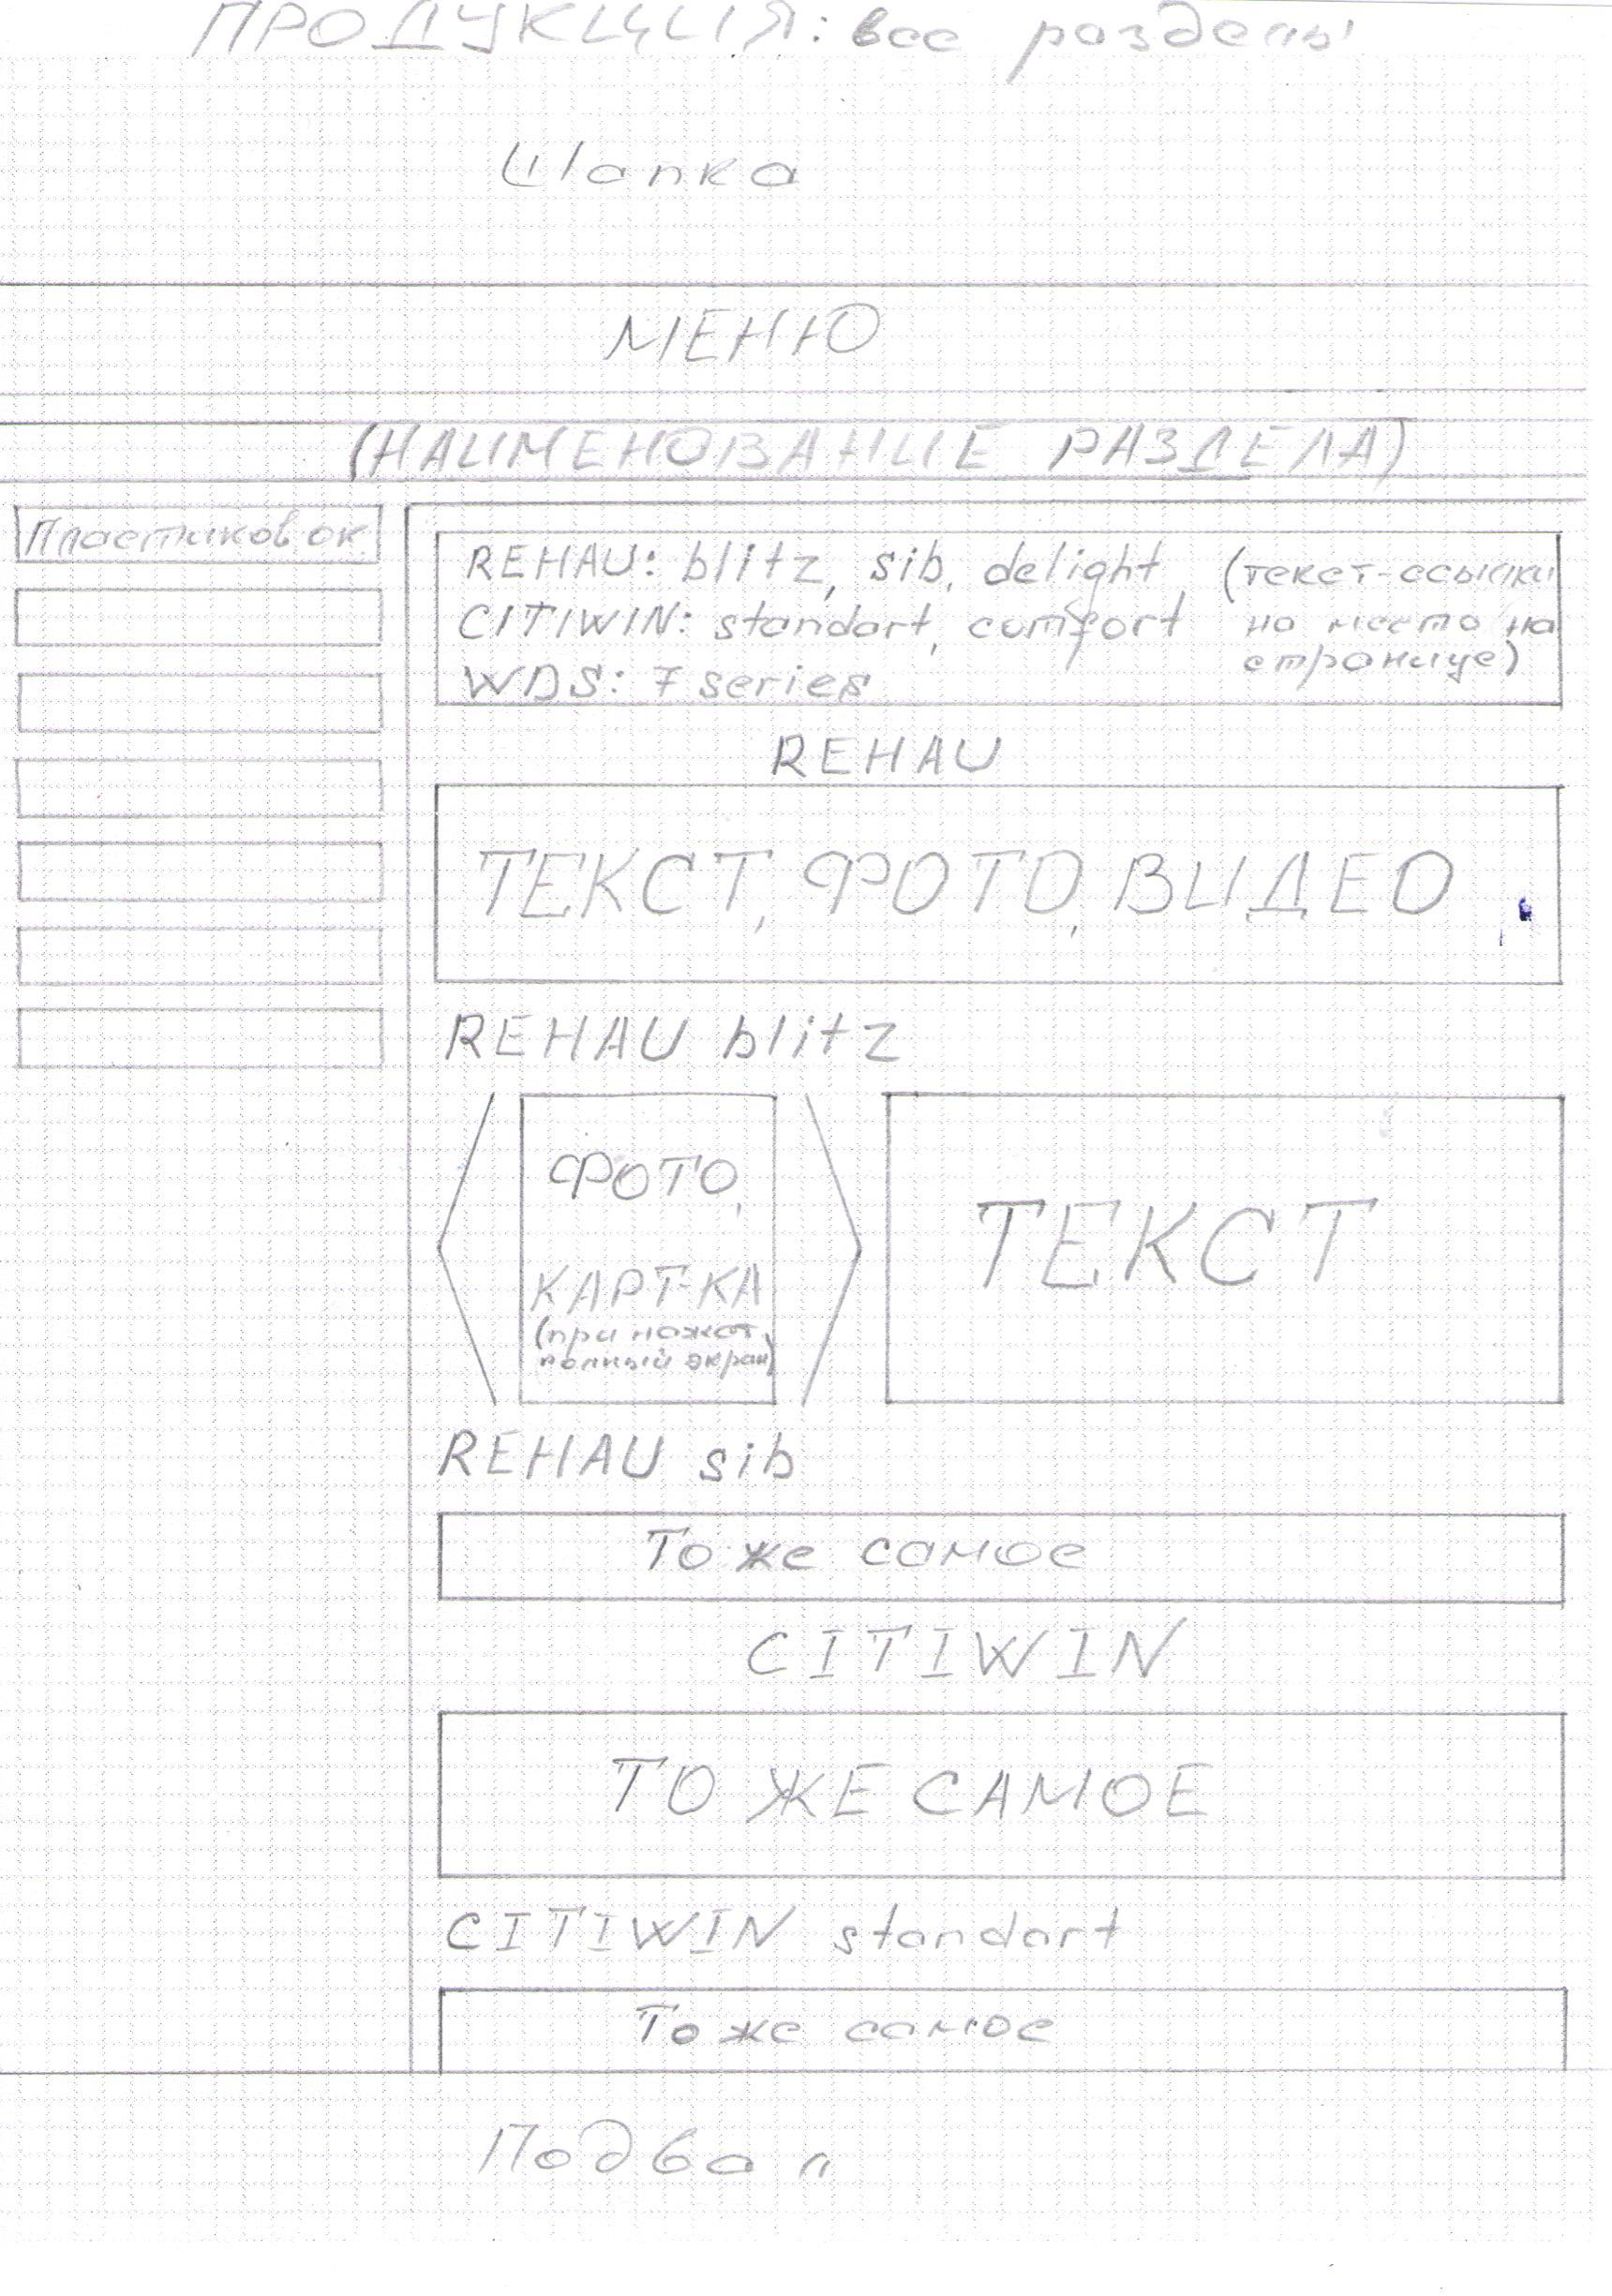 ПРОДУКЦИЯ: все разделы
Шапка
МЕНЮ
(НАИМЕНОВАНИЕ РАЗДЕЛА)
Пластиков ок.
REHAU: blitz, sib, delight (текст-ссылки
CITIWIN: standart, comfort на место на
странице)
WDS: 7 series
REHAU
ТЕКСТ, ФОТО, ВИДЕО
REHAU blitz
ФОТО,
КАРТ-КА
(при нажат.
полный экран)
ТЕКСТ
REHAU sib
То же самое
CITIWIN
ТО ЖЕ САМОЕ
CITIWIN standart
То же самое
Подвал